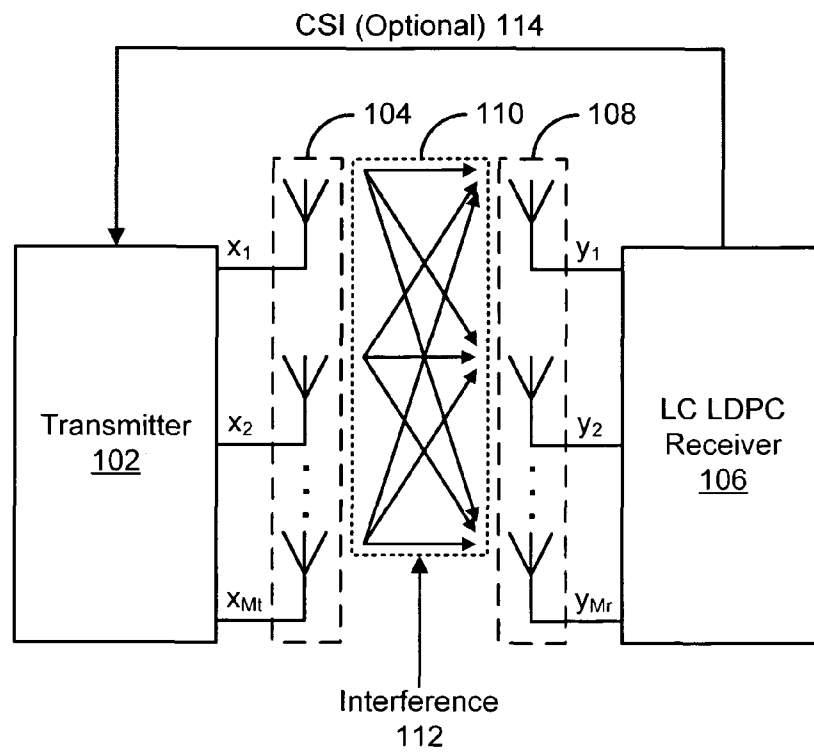 CSI (Optional) 114
104
110
108
x1
y1
Transmitter
102
x2
LC LDPC
Receiver
106
y2
xMt
yMr
Interference
112